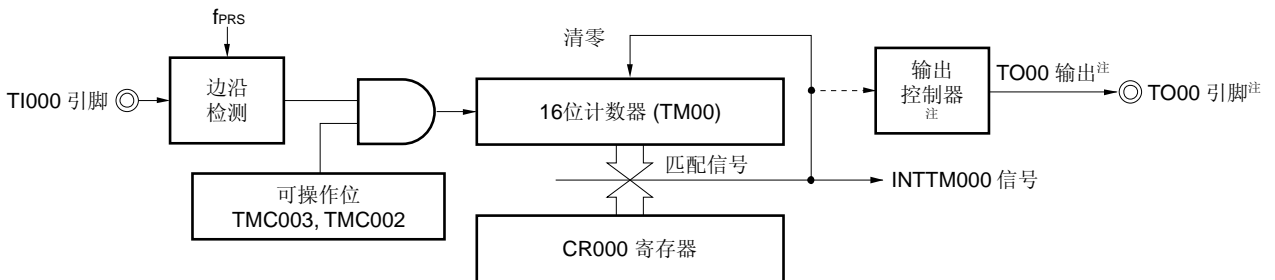 fPRS
清零
TI000 引脚
边沿
检测
16位计数器 (TM00)
输出
控制器
注
TO00 输出注
TO00 引脚注
匹配信号
INTTM000 信号
可操作位
TMC003, TMC002
CR000 寄存器